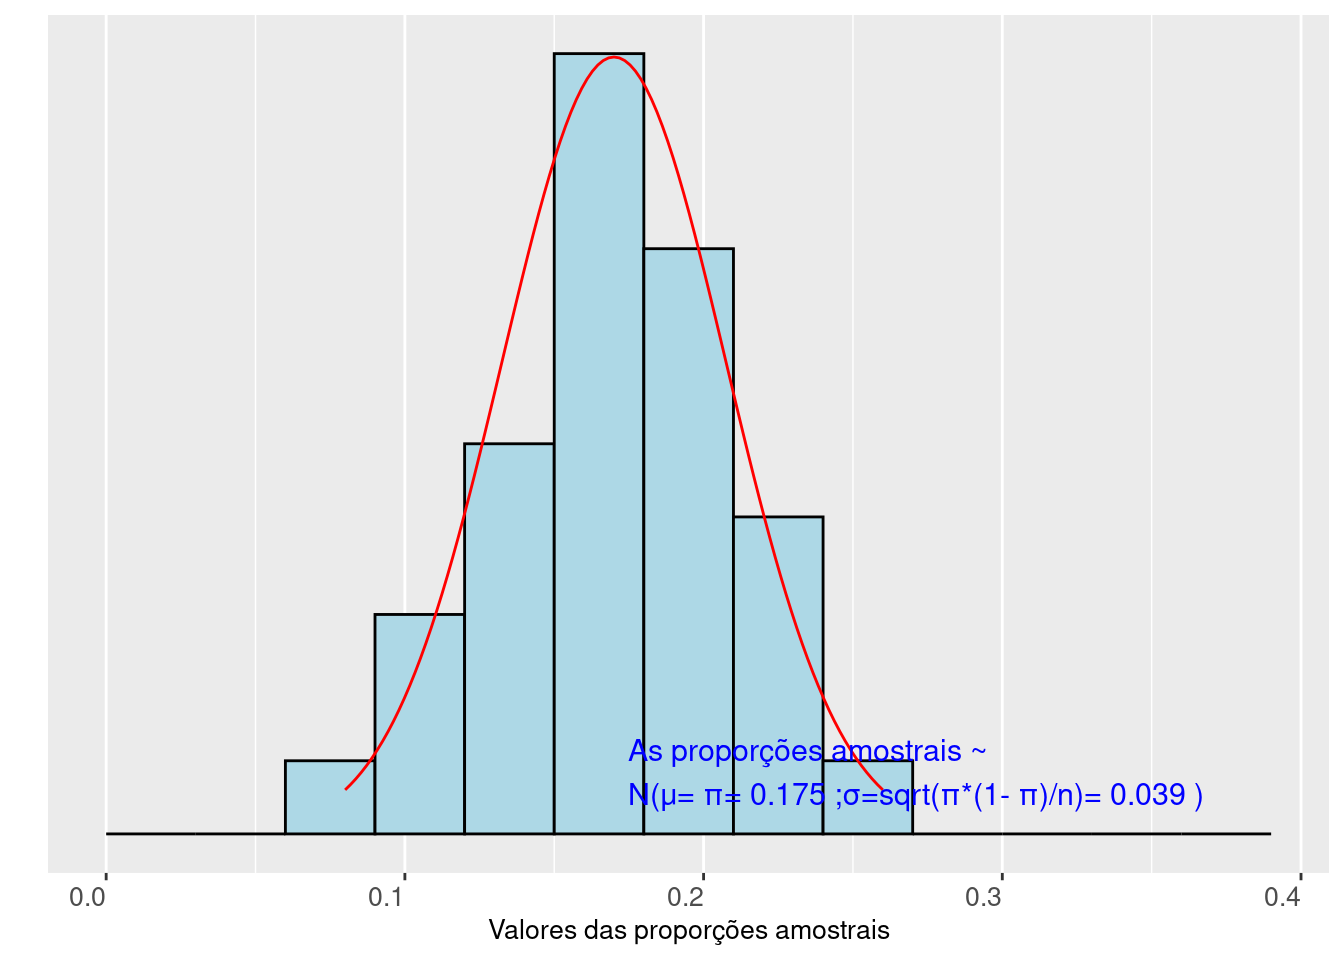 As proporções amostrais ~
N(μ= π= 0.175 ;σ=sqrt(π*(1- π)/n)= 0.039 )
0.0 0.1 0.2 0.3 0.4
Valores das proporções amostrais